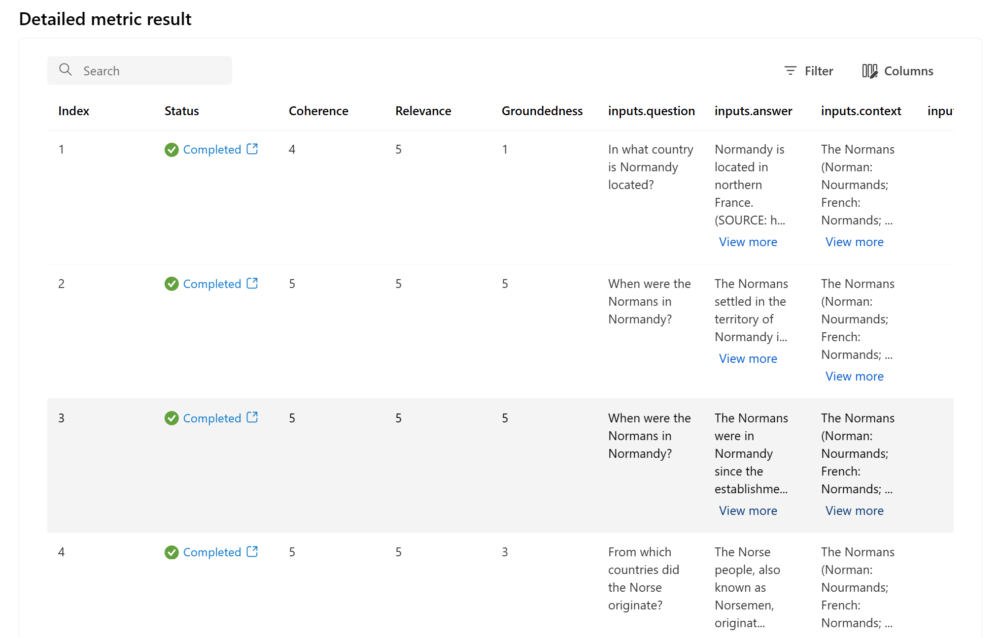 Detailed metric result
Search
Filter
Columns
Index Status Coherence Relevance Groundedness inputs.question inputs.answer inputs.context
1 Completed 4 5 1
In what country
is Normandy
located?
Normandy is
located in
northern
France.
(SOURCE: h...
View more
The Normans
(Norman:
Nourmands;
French:
Normands; ...
View more
2 Completed 5 5 5
When were the
Normans in
Normandy?
The Normans
settled in the
territory of
Normandy i...
View more
The Normans
(Norman:
Nourmands;
French:
Normands; ...
View more
3 Completed 5 5 5
When were the
Normans in
Normandy?
The Normans
were in
Normandy
since the
establishme...
View more
The Normans
(Norman:
Nourmands;
French:
Normands; ...
View more
4 Completed 5 5 3
From which
countries did
the Norse
originate?
The Norse
people, also
known as
Norsemen,
originat...
The Normans
(Norman:
Nourmands;
French:
Normands; ...